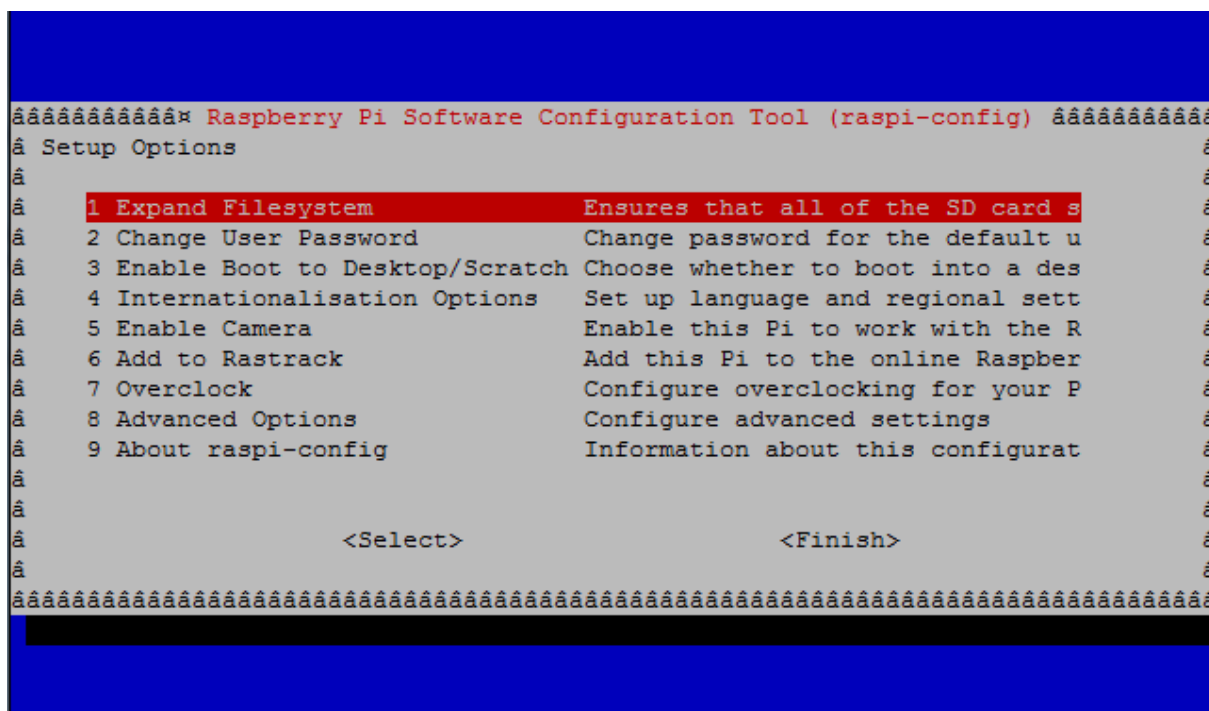 âââââââââââ¤ Raspberry Pi Software Configuration Tool (raspi-config) âââââââââââ
â Setup Options â
â â
â 1 Expand Filesystem Ensures that all of the SD card s â
â 2 Change User Password Change password for the default u â
â 3 Enable Boot to Desktop/Scratch Choose whether to boot into a des â
â 4 Internationalisation Options Set up language and regional sett â
â 5 Enable Camera Enable this Pi to work with the R â
â 6 Add to Rastrack Add this Pi to the online Raspber â
â 7 Overclock Configure overclocking for your P â
â 8 Advanced Options Configure advanced settings â
â 9 About raspi-config Information about this configurat â
â â
â â
â <Select> <Finish> â
â â
ââââââââââââââââââââââââââââââââââââââââââââââââââââââââââââââââââââââââââââââââ